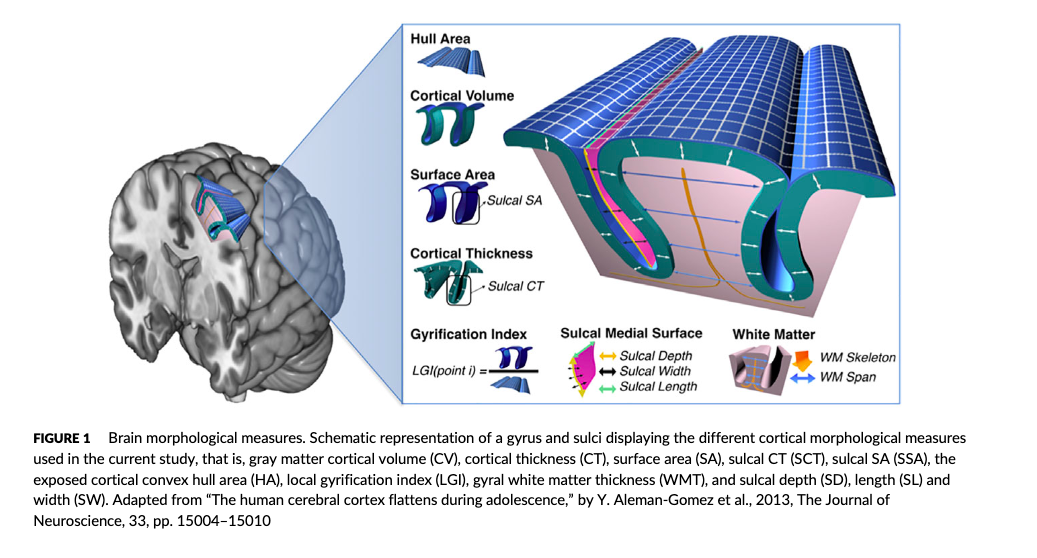 Hull Area
Cortical Volume
Surface Area
Sulcal SA
Cortical Thickness
Sulcal CT
Gyrification Index
LGI(point i) =
Sulcal Medial Surface
Sulcal Depth
Sulcal Width
Sulcal Length
White Matter
WM Skeleton
WM Span
FIGURE 1 Brain morphological measures. Schematic representation of a gyrus and sulci displaying the different cortical morphological measures
used in the current study, that is, gray matter cortical volume (CV), cortical thickness (CT), surface area (SA), sulcal CT (SCT), sulcal SA (SSA), the
exposed cortical convex hull area (HA), local gyrification index (LGI), gyral white matter thickness (WMT), and sulcal depth (SD), length (SL) and
width (SW). Adapted from “The human cerebral cortex flattens during adolescence,” by Y. Aleman-Gomez et al., 2013, The Journal of
Neuroscience, 33, pp. 15004–15010